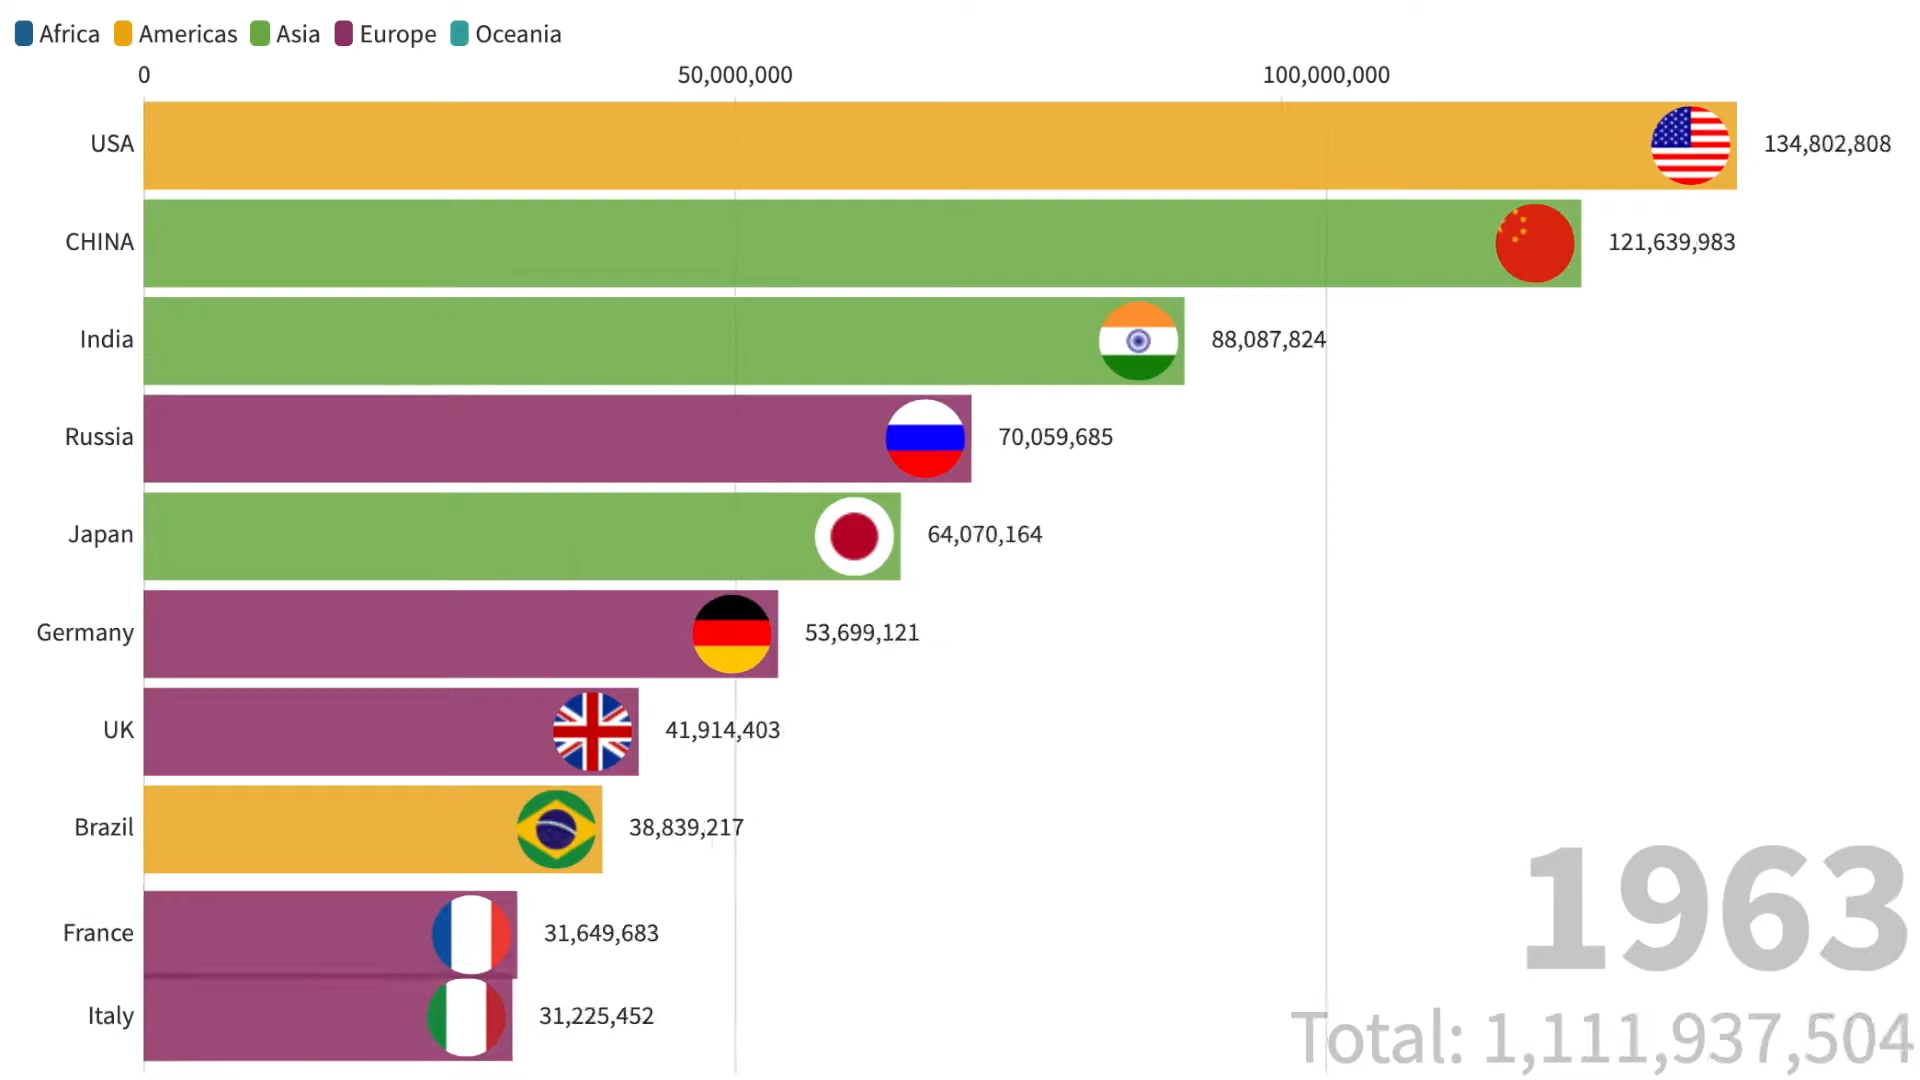 Africa Americas Asia Europe Oceania
0 50,000,000 100,000,000
USA 134,802,808
CHINA 121,639,983
India 88,087,824
Russia 70,059,685
Japan 64,070,164
Germany 53,699,121
UK 41,914,403
Brazil 38,839,217
France 31,649,683
Italy 31,225,452
1963
Total: 1,111,937,504